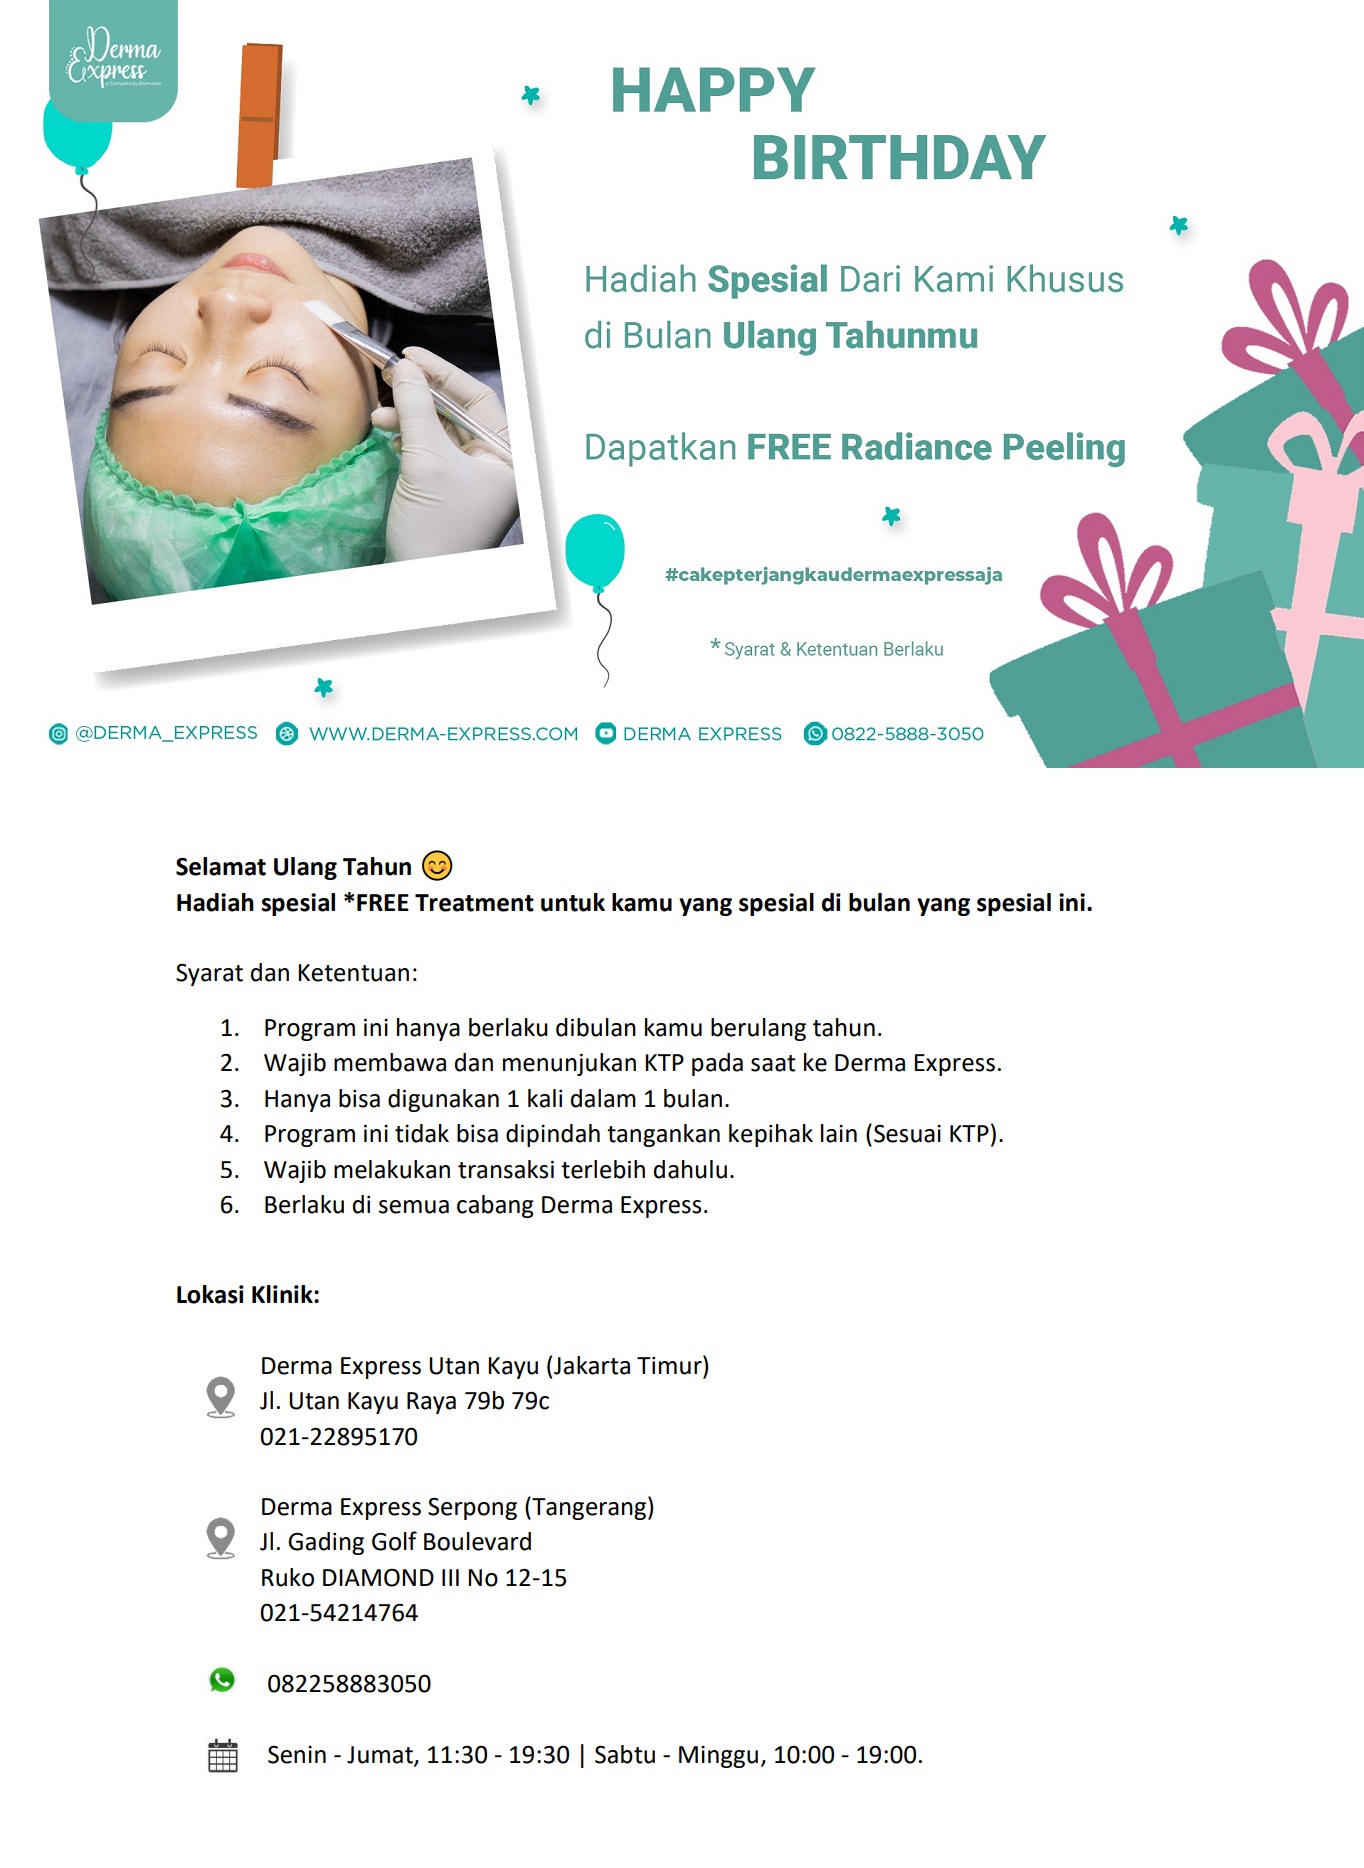 Derma
Express
HAPPY
BIRTHDAY
Hadiah Spesial Dari Kami Khusus
di Bulan Ulang Tahunmu
Dapatkan FREE Radiance Peeling
#cakepterjangkaudermaexpressaja
*Syarat & Ketentuan Berlaku
@DERMA_EXPRESS WWW.DERMA-EXPRESS.COM DERMA EXPRESS 0822-5888-3050
Selamat Ulang Tahun 😊
Hadiah spesial *FREE Treatment untuk kamu yang spesial di bulan yang spesial ini.
Syarat dan Ketentuan:
1. Program ini hanya berlaku dibulan kamu berulang tahun.
2. Wajib membawa dan menunjukan KTP pada saat ke Derma Express.
3. Hanya bisa digunakan 1 kali dalam 1 bulan.
4. Program ini tidak bisa dipindah tangankan kepihak lain (Sesuai KTP).
5. Wajib melakukan transaksi terlebih dahulu.
6. Berlaku di semua cabang Derma Express.
Lokasi Klinik:
Derma Express Utan Kayu (Jakarta Timur)
Jl. Utan Kayu Raya 79b 79c
021-22895170
Derma Express Serpong (Tangerang)
Jl. Gading Golf Boulevard
Ruko DIAMOND III No 12-15
021-54214764
082258883050
Senin - Jumat, 11:30 - 19:30 | Sabtu - Minggu, 10:00 - 19:00.